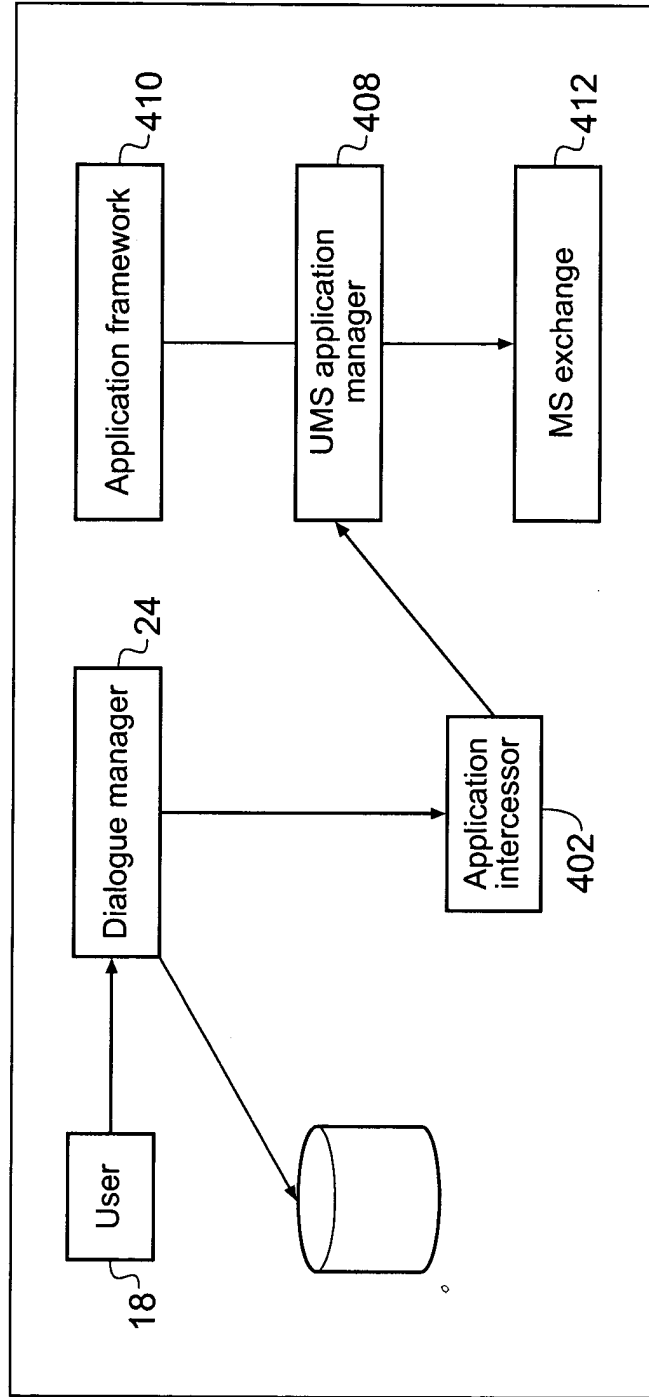 User
18
Dialogue manager
24
Application framework
410
UMS application
manager
408
Application
intercessor
402
MS exchange
412